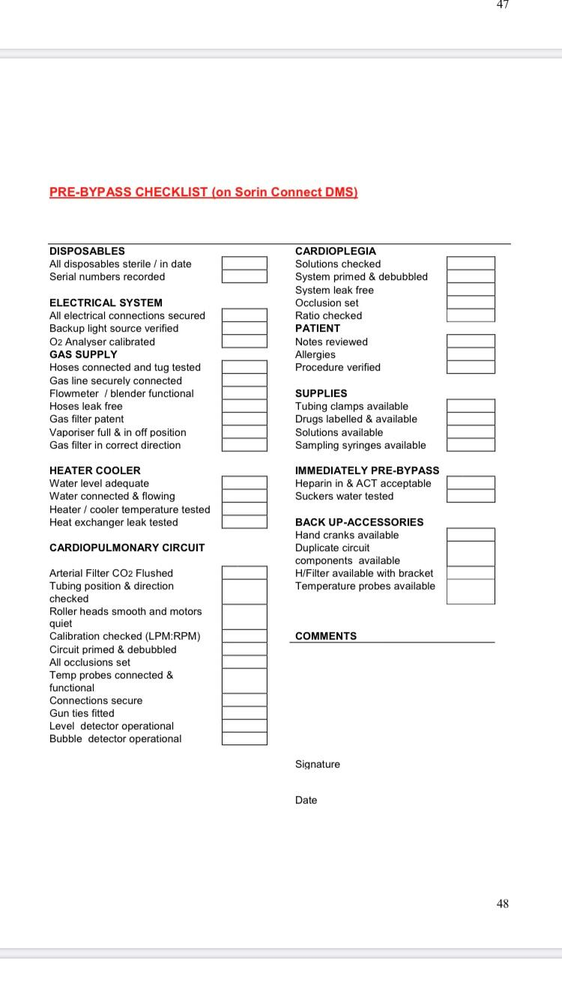 47
PRE-BYPASS CHECKLIST (on Sorin Connect DMS)
DISPOSABLES
All disposables sterile / in date
Serial numbers recorded
ELECTRICAL SYSTEM
All electrical connections secured
Backup light source verified
O2 Analyser calibrated
GAS SUPPLY
Hoses connected and tug tested
Gas line securely connected
Flowmeter / blender functional
Hoses leak free
Gas filter patent
Vaporiser full & in off position
Gas filter in correct direction
HEATER COOLER
Water level adequate
Water connected & flowing
Heater / cooler temperature tested
Heat exchanger leak tested
CARDIOPULMONARY CIRCUIT
Arterial Filter CO2 Flushed
Tubing position & direction
checked
Roller heads smooth and motors
quiet
Calibration checked (LPM:RPM)
Circuit primed & debubbled
All occlusions set
Temp probes connected &
functional
Connections secure
Gun ties fitted
Level detector operational
Bubble detector operational
CARDIOPLEGIA
Solutions checked
System primed & debubbled
System leak free
Occlusion set
Ratio checked
PATIENT
Notes reviewed
Allergies
Procedure verified
SUPPLIES
Tubing clamps available
Drugs labelled & available
Solutions available
Sampling syringes available
IMMEDIATELY PRE-BYPASS
Heparin in & ACT acceptable
Suckers water tested
BACK UP-ACCESSORIES
Hand cranks available
Duplicate circuit
components available
H/Filter available with bracket
Temperature probes available
COMMENTS
Signature
Date
48